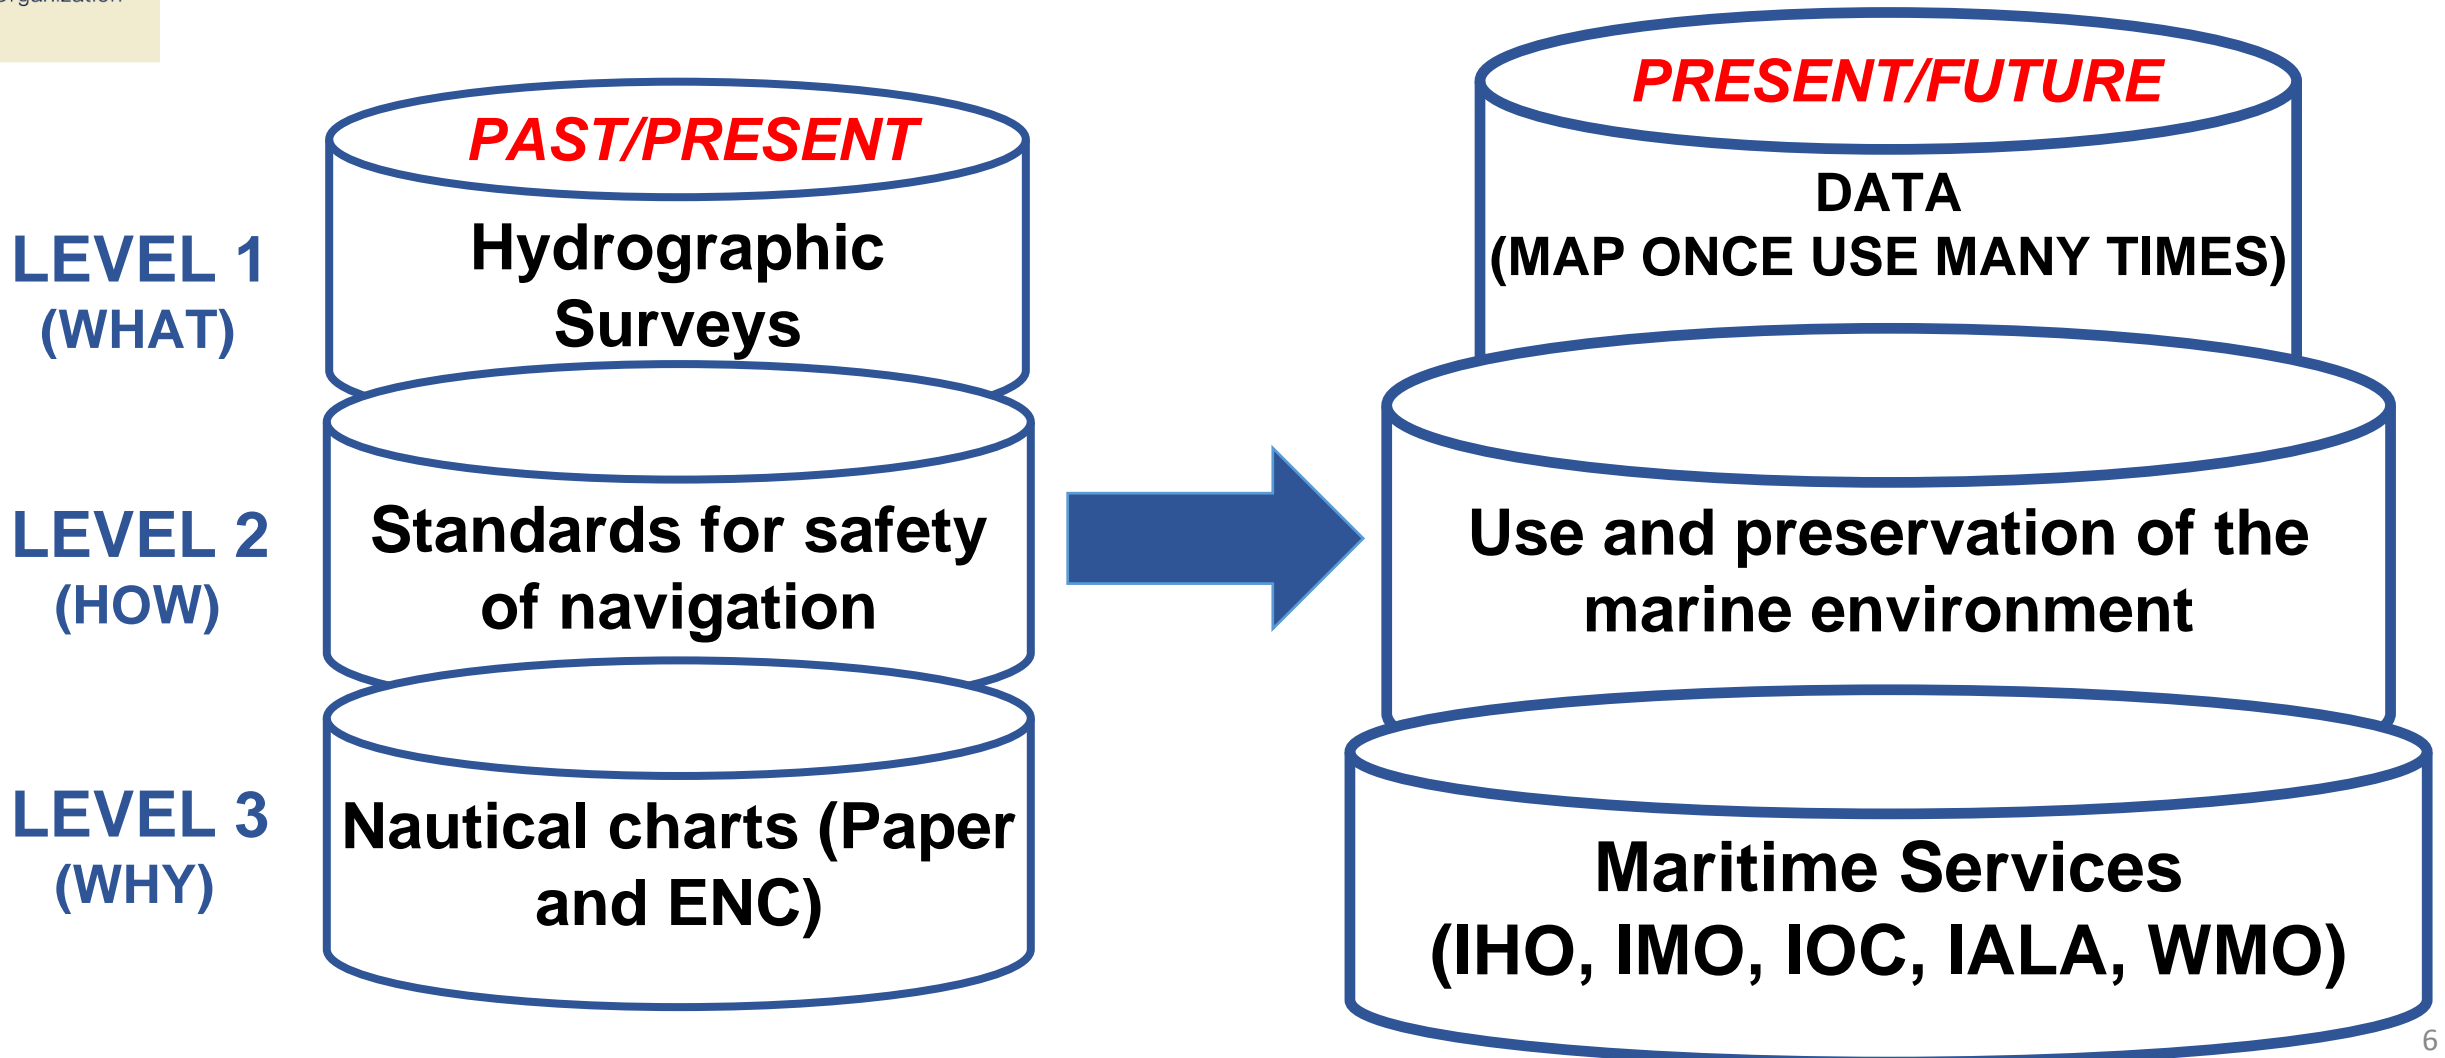 PAST/PRESENT
PRESENT/FUTURE
LEVEL 1
(WHAT)
Hydrographic
Surveys
DATA
(MAP ONCE USE MANY TIMES)
LEVEL 2
(HOW)
Standards for safety
of navigation
Use and preservation of the
marine environment
LEVEL 3
(WHY)
Nautical charts (Paper
and ENC)
Maritime Services
(IHO, IMO, IOC, IALA, WMO)
6